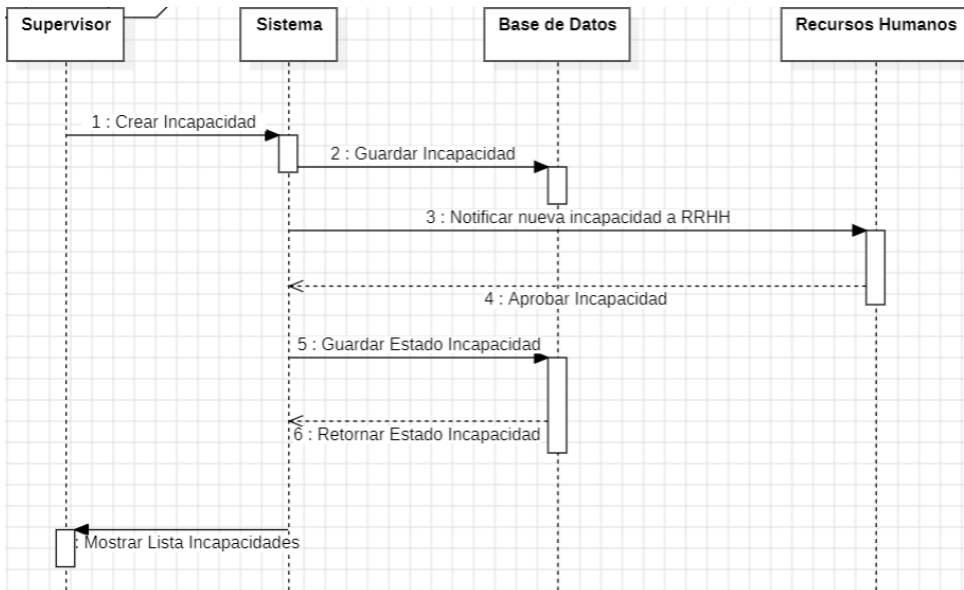 Supervisor
Sistema
Base de Datos
Recursos Humanos
1 : Crear Incapacidad
2 : Guardar Incapacidad
3 : Notificar nueva incapacidad a RRHH
4 : Aprobar Incapacidad
5 : Guardar Estado Incapacidad
6 : Retornar Estado Incapacidad
: Mostrar Lista Incapacidades